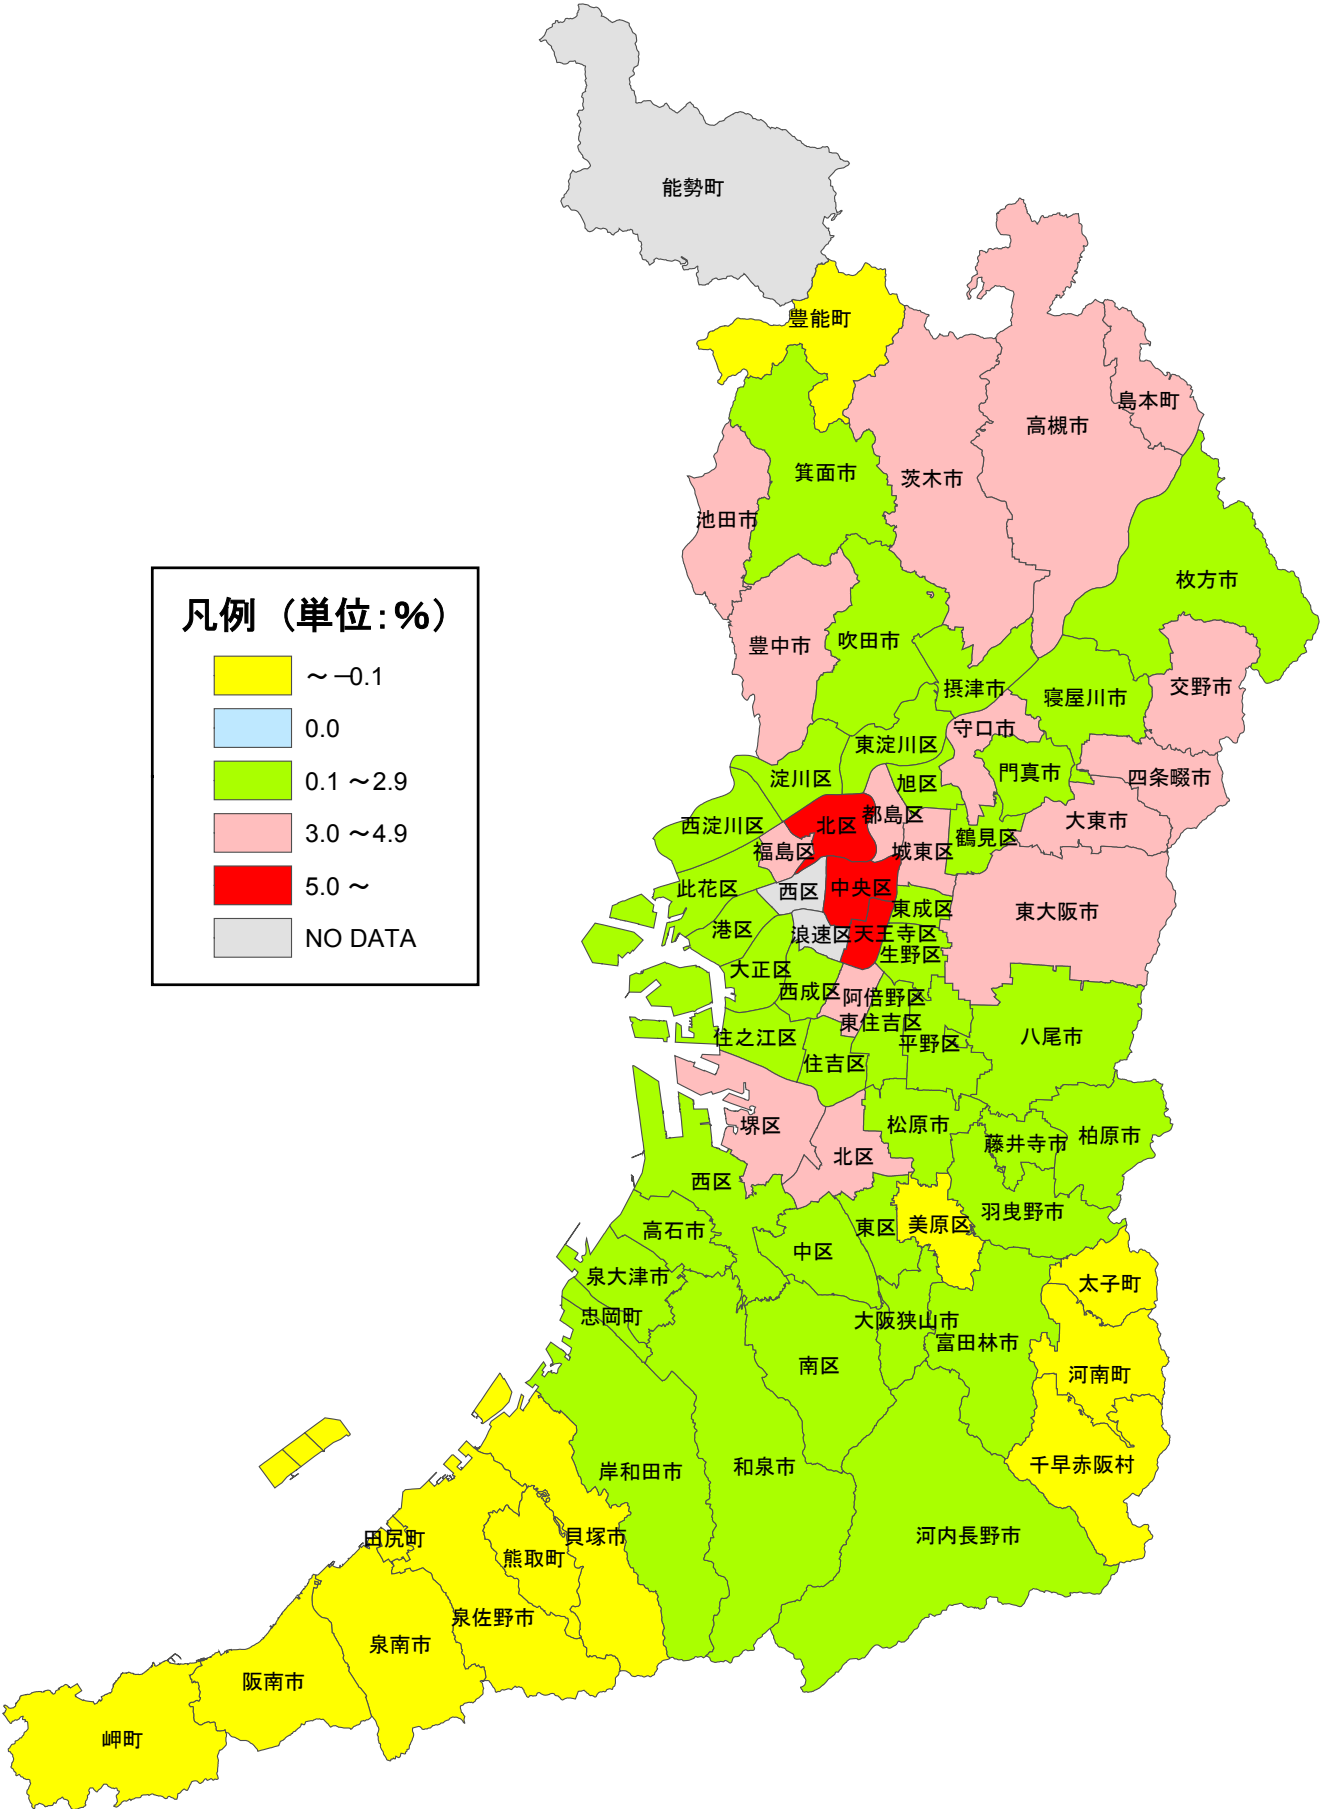 能勢町
豊能町
島本町
高槻市
箕面市
茨木市
池田市
枚方市
凡例 (単位:%)
～−0.1
0.0
0.1 ～2.9
3.0 ～4.9
5.0 ～
NO DATA
豊中市
吹田市
摂津市
寝屋川市
交野市
守口市
東淀川区
淀川区
旭区
門真市
四条畷市
西淀川区
北区
都島区
大東市
鶴見区
福島区
城東区
此花区
西区
中央区
東成区
東大阪市
港区
浪速区
天王寺区
生野区
大正区
西成区
阿倍野区
東住吉区
住之江区
平野区
八尾市
住吉区
堺区
松原市
藤井寺市
柏原市
北区
西区
羽曳野市
高石市
東区
美原区
中区
泉大津市
太子町
忠岡町
大阪狭山市
富田林市
南区
河南町
岸和田市
和泉市
千早赤阪村
田尻町
貝塚市
河内長野市
熊取町
泉佐野市
泉南市
阪南市
岬町